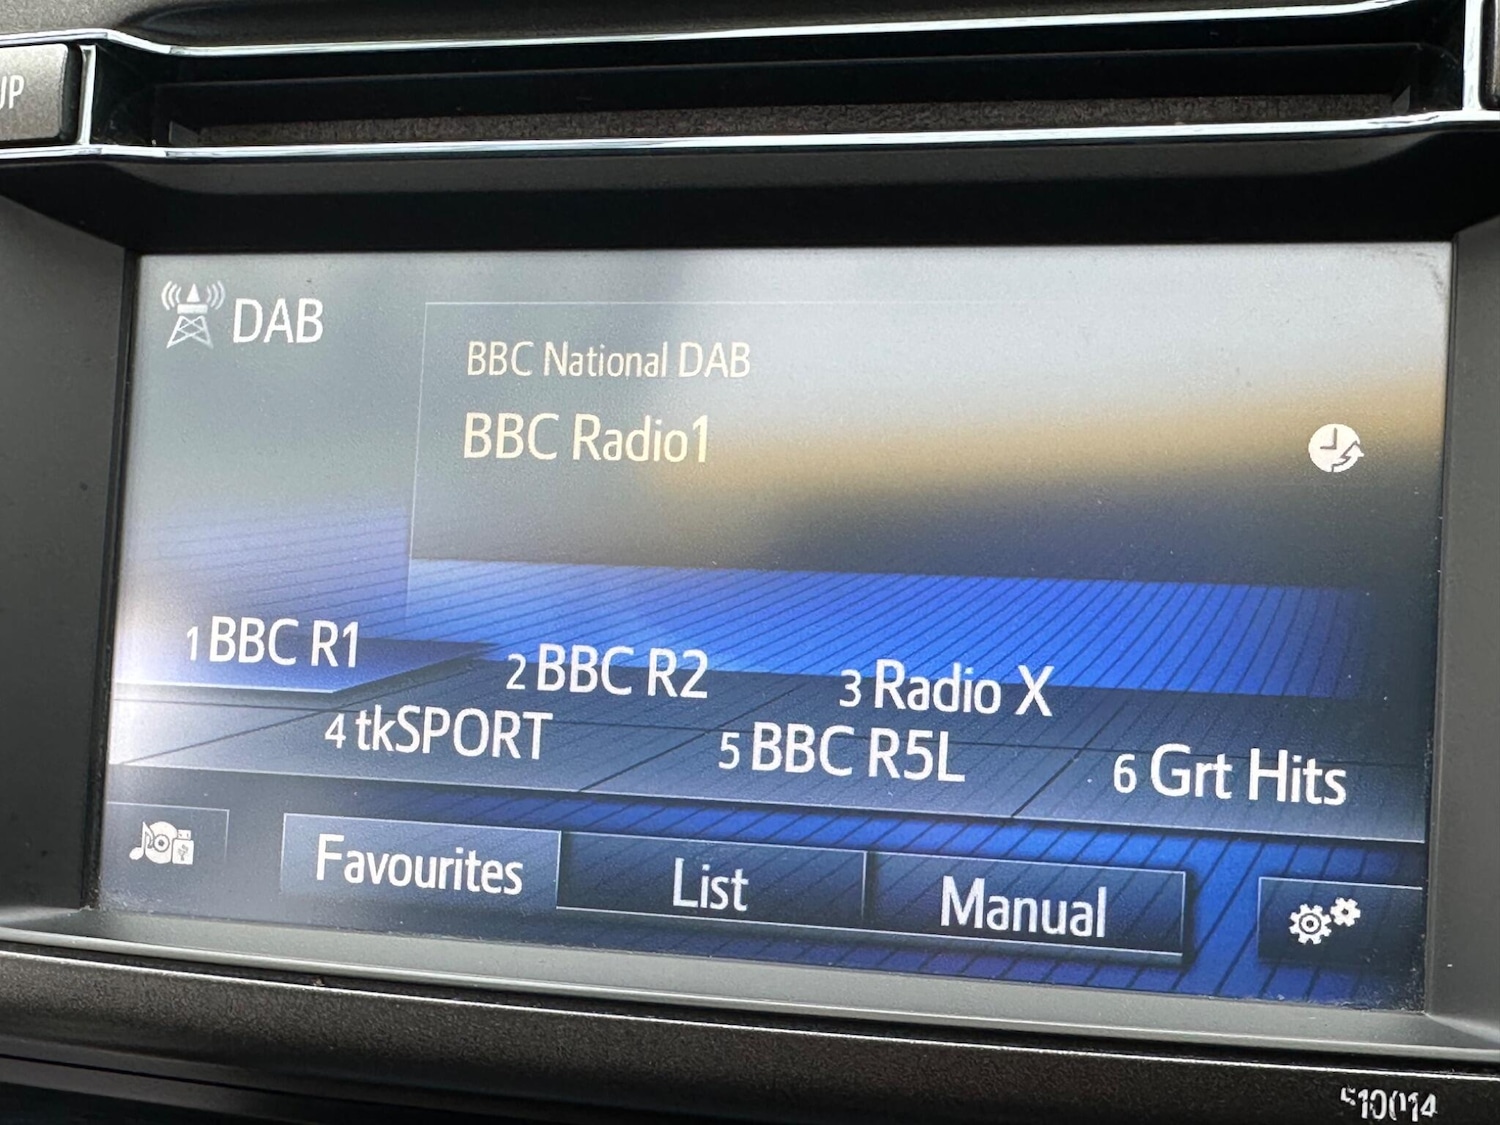 UP
DAB
BBC National DAB
BBC Radio1
1 BBC R1
2 BBC R2
3 Radio X
4 tkSPORT
5 BBC R5L
6 Grt Hits
Favourites
List
Manual